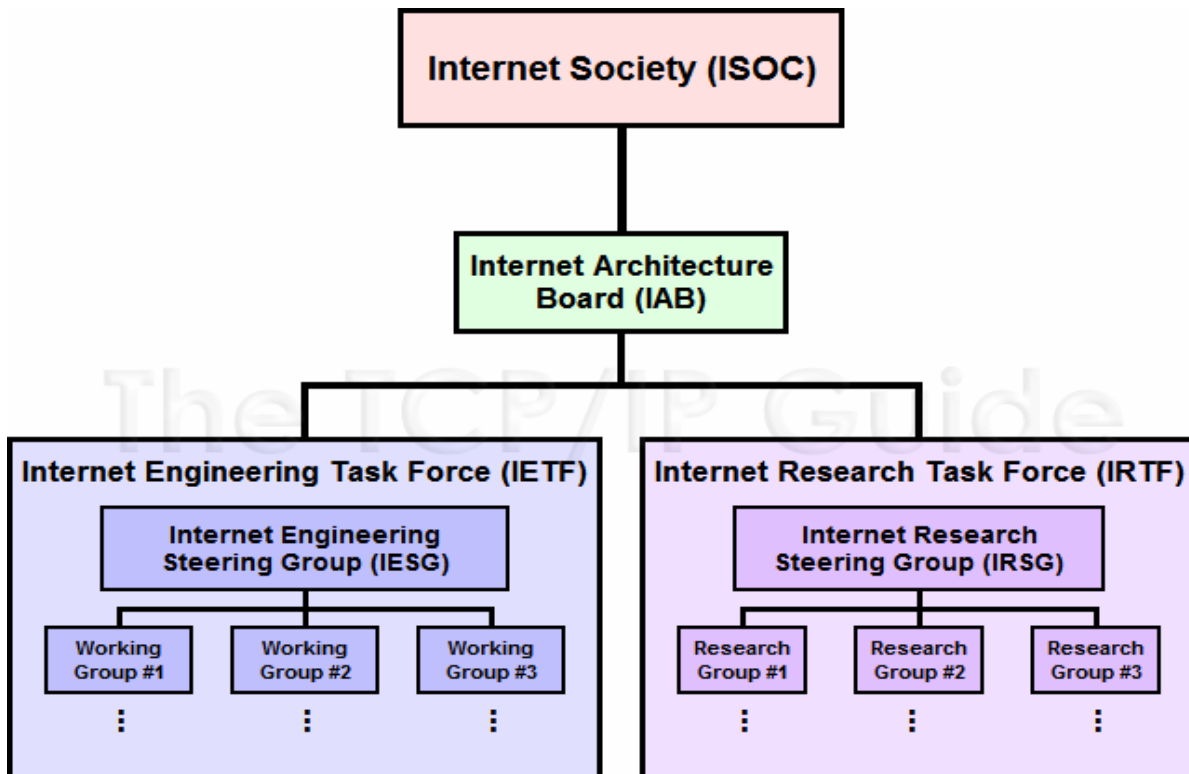 Internet Society (ISOC)
Internet Architecture
Board (IAB)
The TCP/IP Guide
Internet Engineering Task Force (IETF)
Internet Research Task Force (IRTF)
Internet Engineering
Steering Group (IESG)
Internet Research
Steering Group (IRSG)
Working
Group #1
Working
Group #2
Working
Group #3
Research
Group #1
Research
Group #2
Research
Group #3